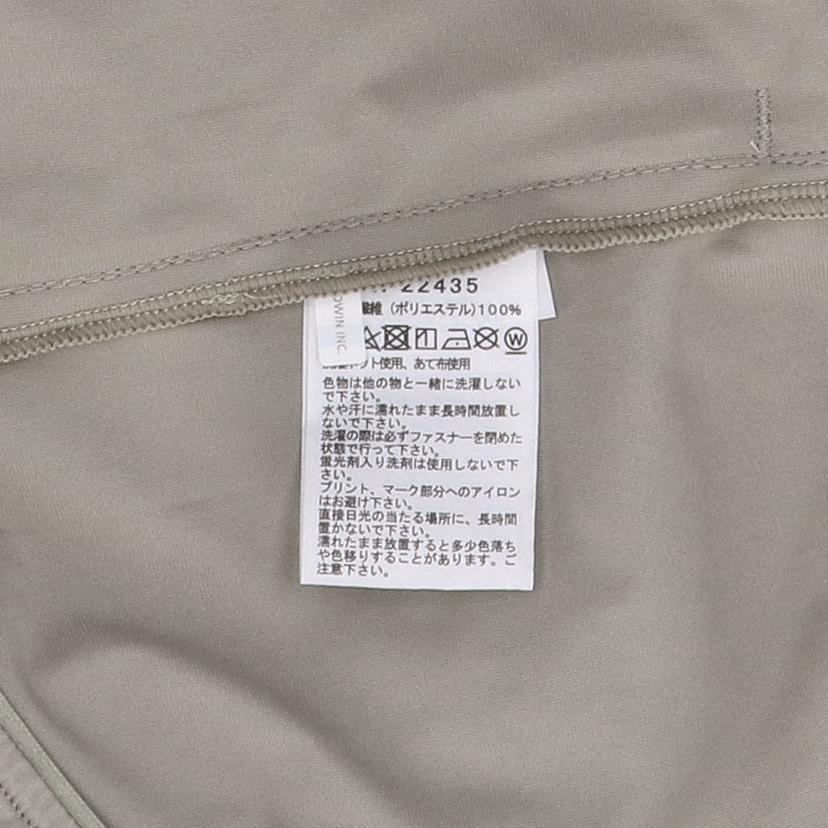 22435
繊維 (ポリエステル)100%
DWIN INC.
W
ネット使用、あて布使用
色物は他の物と一緒に洗濯しない
で下さい。
水や汗に濡れたまま長時間放置し
ないで下さい。
洗濯の際は必ずファスナーを閉めた
状態で行って下さい。
蛍光剤入り洗剤は使用しないで下
さい。
プリント、マーク部分へのアイロン
はお避け下さい。
直接日光の当たる場所に、長時間
置かないで下さい。
濡れたまま放置すると多少色落ち
や色移りすることがあります。ご
注意下さい。